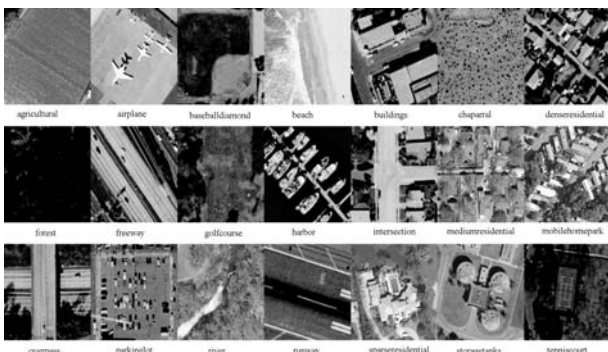 agricultural airplane baseballdiamond beach buildings chaparral denseresidential
forest freeway golfcourse harbor intersection mediumresidential mobilehomepark
overpass parkinglot river runway sparseresidential storagetanks tenniscourt